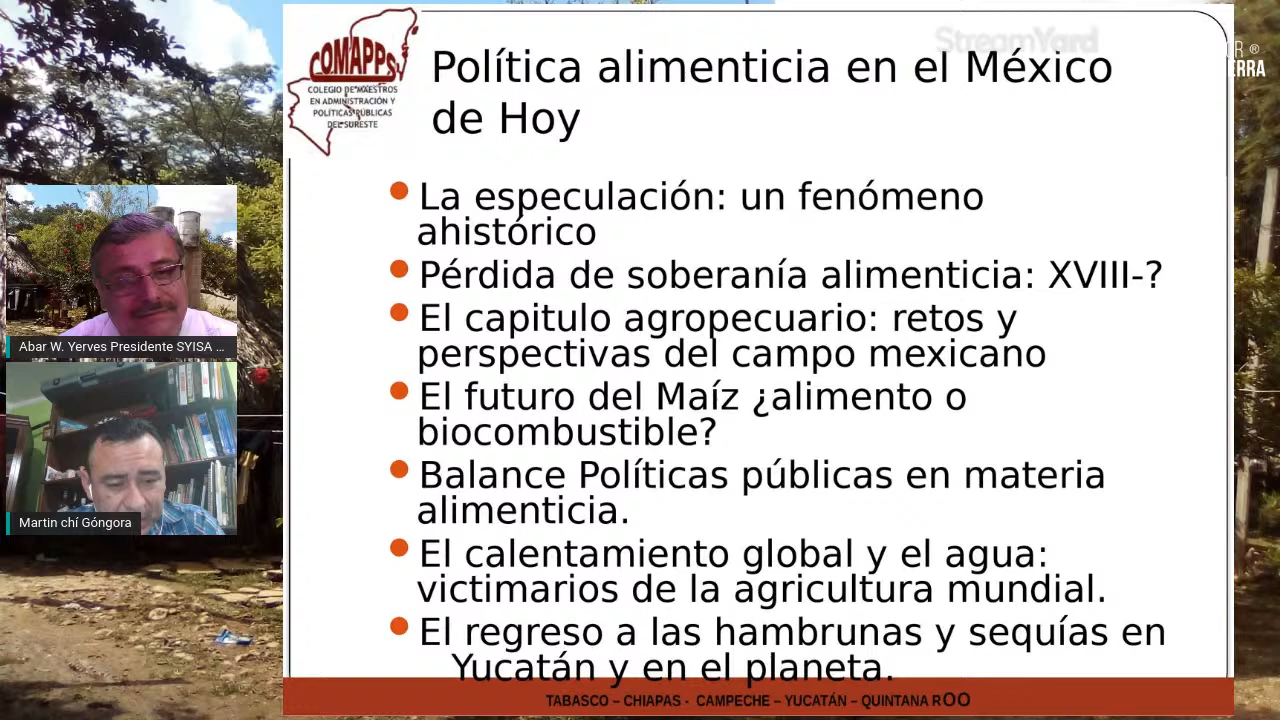 StreamYard
R ®
ERRA
COMAPPS
COLEGIO DE MAESTROS
EN ADMINISTRACIÓN Y
POLÍTICAS PÚBLICAS
DEL SURESTE
Política alimenticia en el México
de Hoy
La especulación: un fenómeno
ahistórico
Pérdida de soberanía alimenticia: XVIII-?
El capitulo agropecuario: retos y
perspectivas del campo mexicano
El futuro del Maíz ¿alimento o
biocombustible?
Balance Políticas públicas en materia
alimenticia.
El calentamiento global y el agua:
victimarios de la agricultura mundial.
El regreso a las hambrunas y sequías en
Yucatán y en el planeta.
Abar W. Yerves Presidente SYISA ...
Martin chí Góngora
TABASCO – CHIAPAS - CAMPECHE – YUCATÁN – QUINTANA ROO